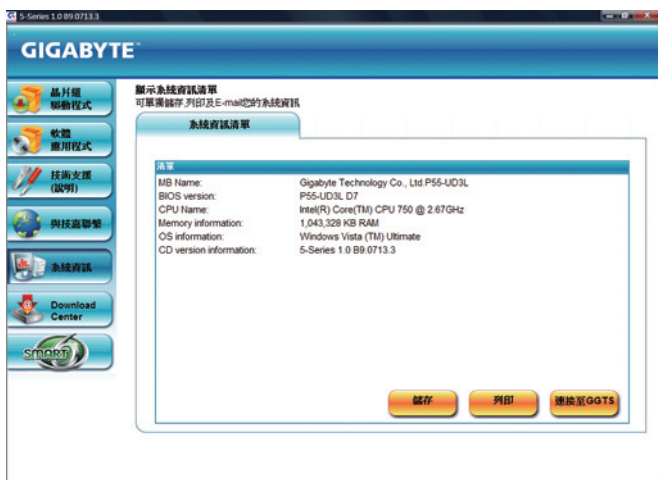 5-Series 1.0 B9.0713.3
GIGABYTE™
晶片組
驅動程式
軟體
應用程式
技術支援
(說明)
與技嘉聯繫
系統資訊
Download
Center
SMART 6
顯示系統資訊清單
可單獨儲存,列印及E-mail您的系統資訊
系統資訊清單
清單
MB Name: Gigabyte Technology Co., Ltd.P55-UD3L
BIOS version: P55-UD3L D7
CPU Name: Intel(R) Core(TM) CPU 750 @ 2.67GHz
Memory information: 1,043,328 KB RAM
OS information: Windows Vista (TM) Ultimate
CD version information: 5-Series 1.0 B9.0713.3
儲存 列印 連接至GGTS